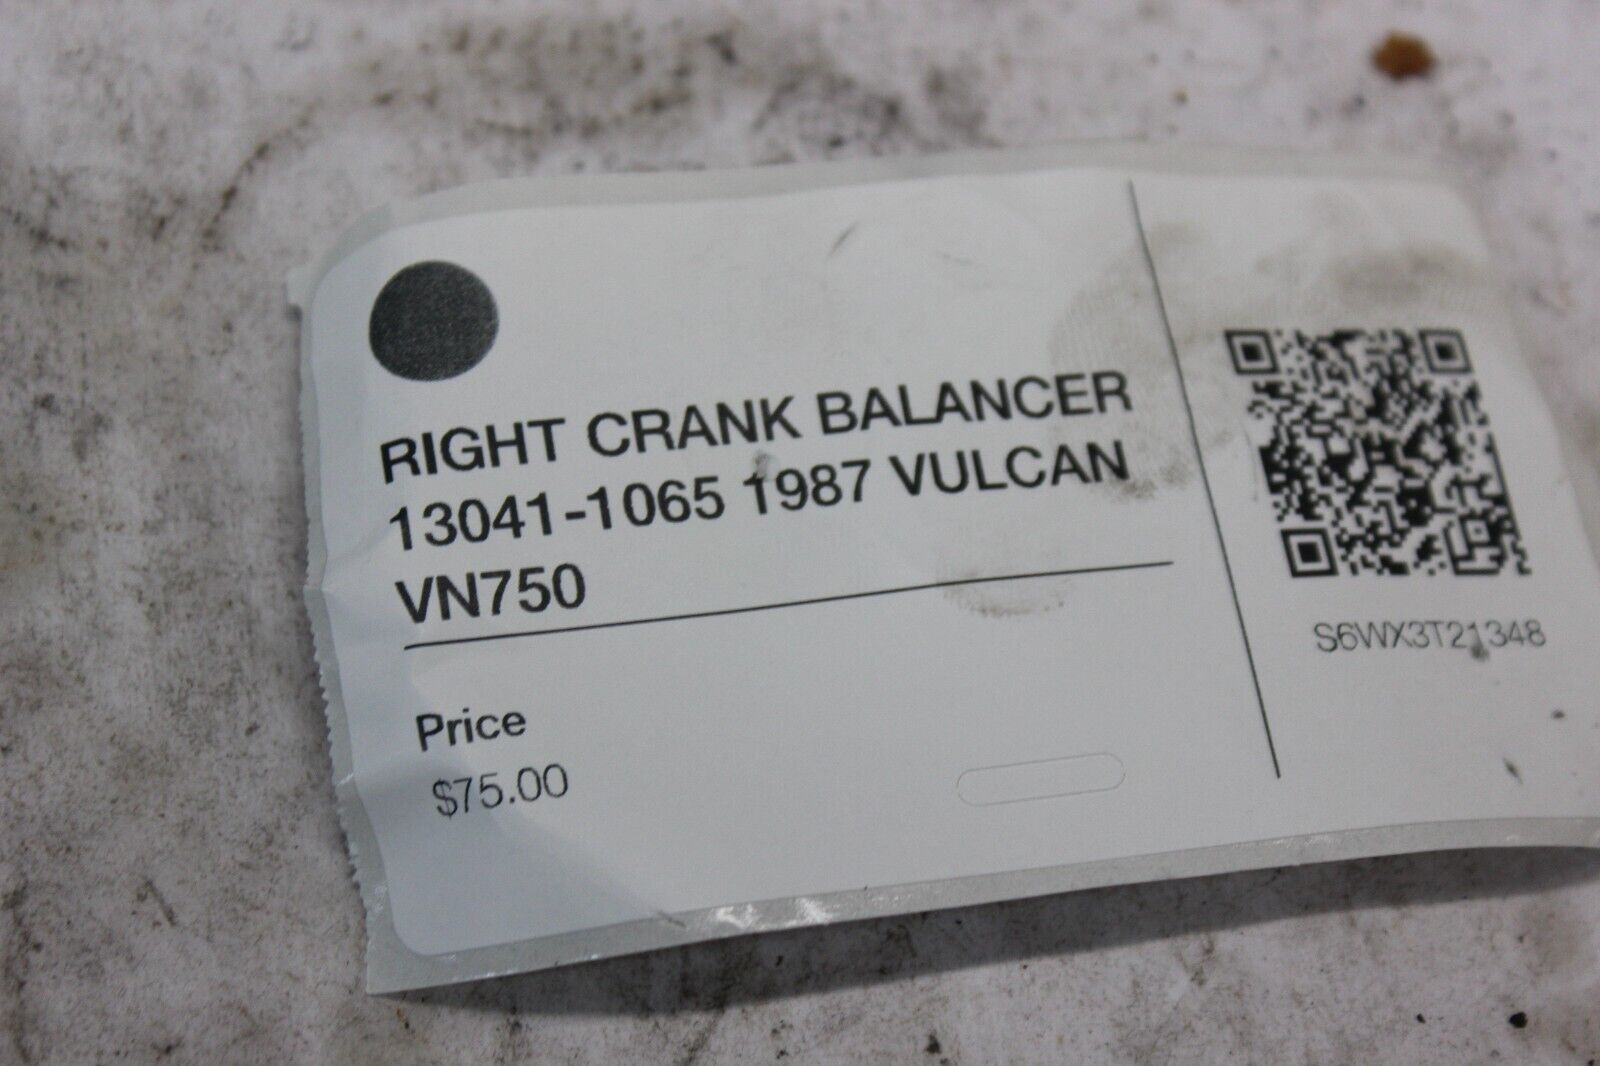 RIGHT CRANK BALANCER
13041-1065 1987 VULCAN
VN750
Price
$75.00
S6WX3T21348